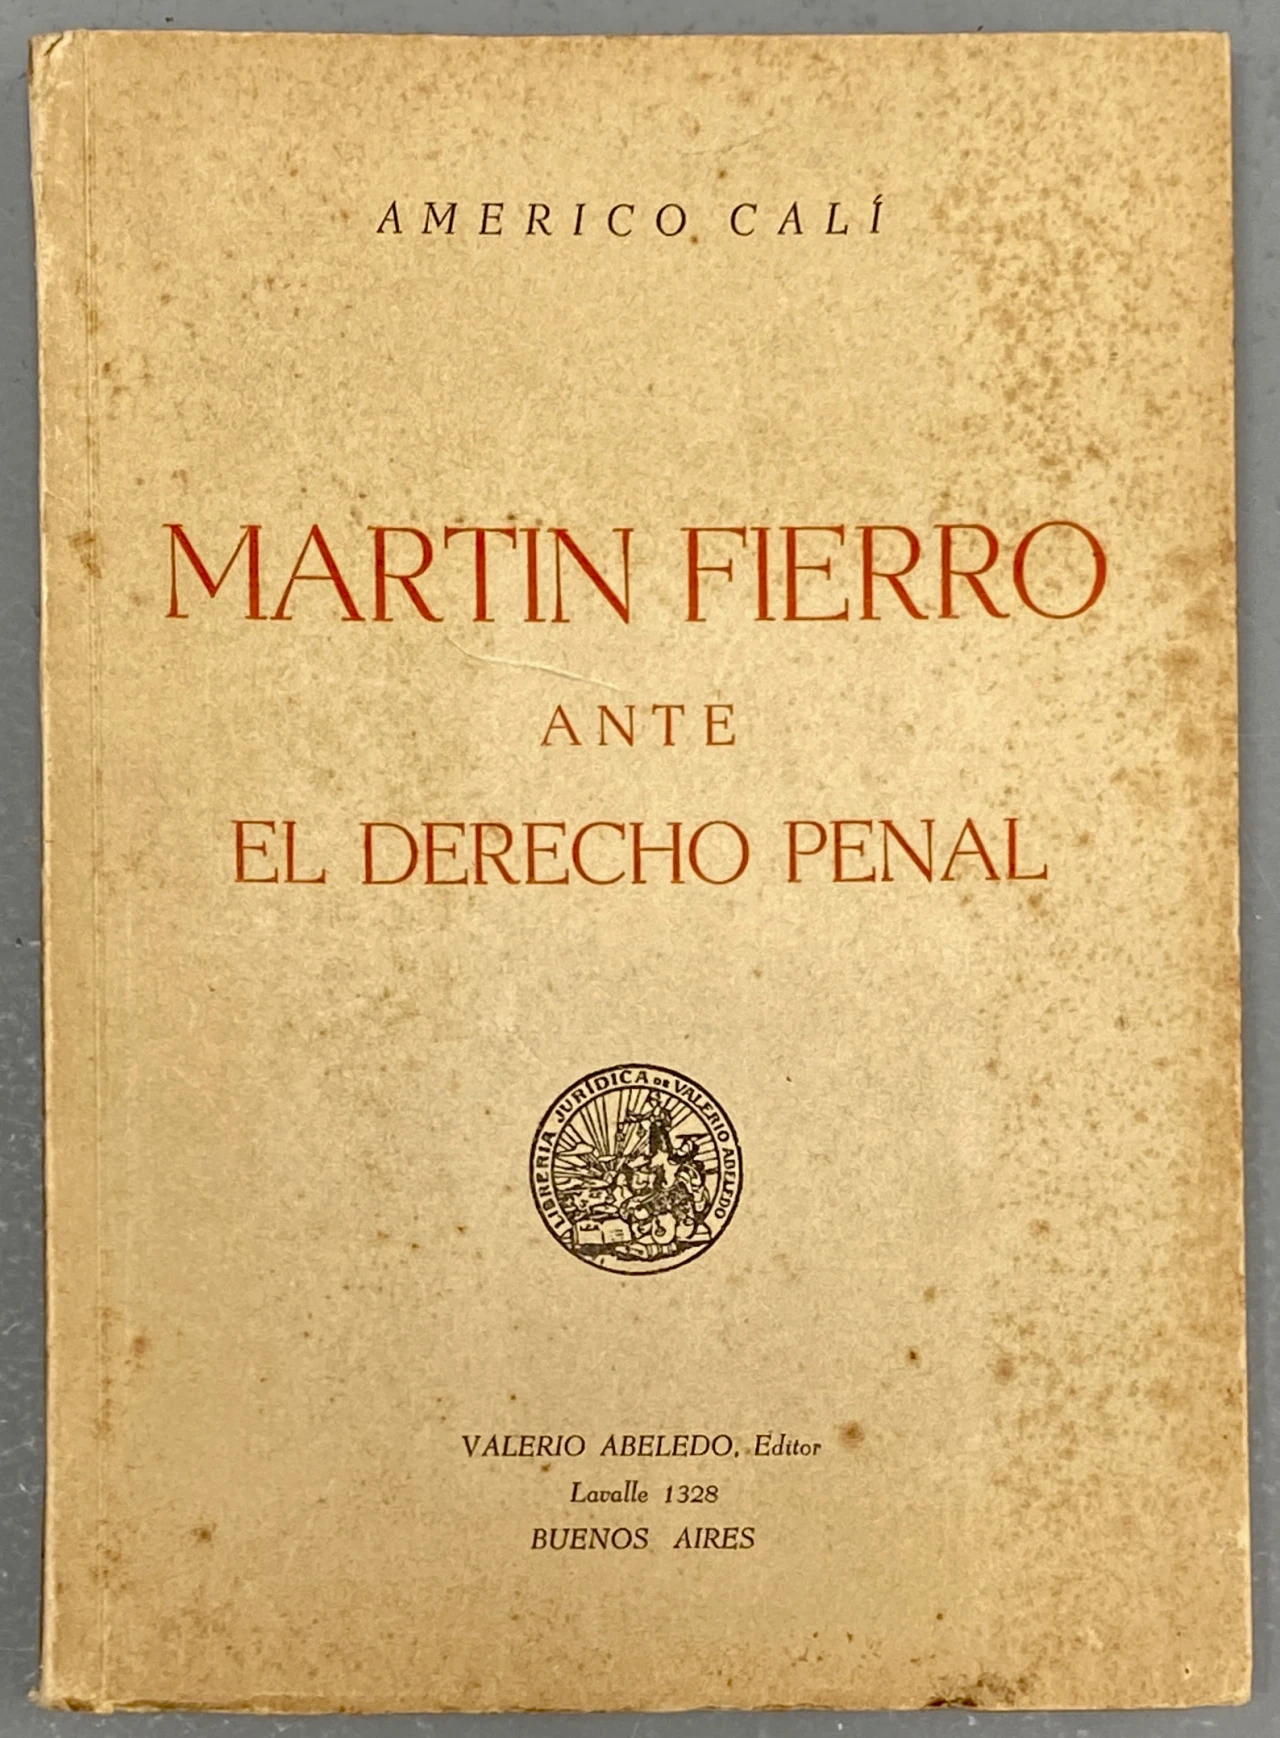 AMERICO CALÍ
MARTIN FIERRO
ANTE
EL DERECHO PENAL
LIBRERIA JURÍDICA DE VALERIO ABELEDO
VALERIO ABELEDO, Editor
Lavalle 1328
BUENOS AIRES